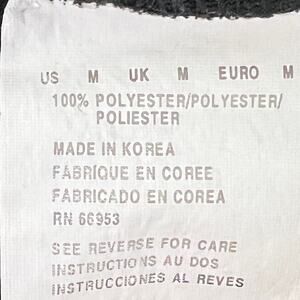 US M UK M EURO M
100% POLYESTER/POLYESTER/
POLIESTER
MADE IN KOREA
FABRIQUE EN COREE
FABRICADO EN COREA
RN 66953
SEE REVERSE FOR CARE
INSTRUCTIONS AU DOS
INSTRUCCIONES AL REVES